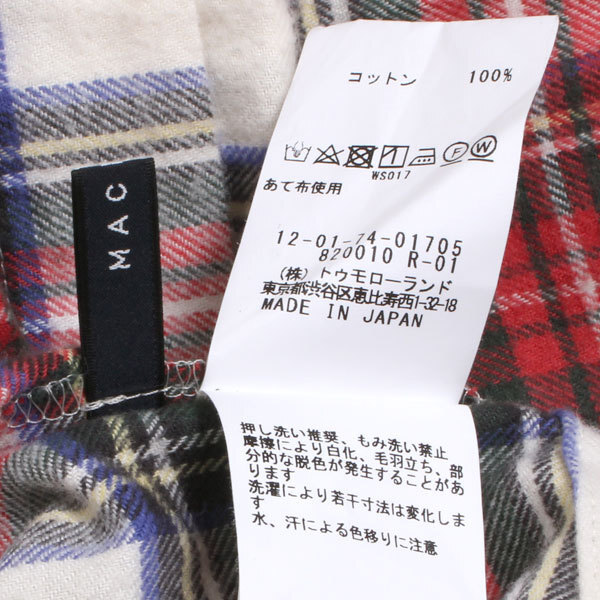 MAC
コットン 100%
WS017
あて布使用
12-01-74-01705
820010 R-01
(株)トゥモローランド
東京都渋谷区恵比寿西1-32-18
MADE IN JAPAN
押し洗い推奨、もみ洗い禁止
摩擦により白化、毛羽立ち、部
分的な脱色が発生することがあ
ります
洗濯により若干寸法は変化しま
す
水、汗による色移りに注意